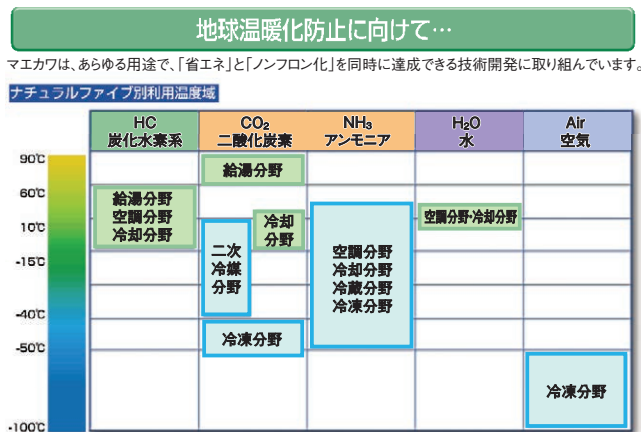 地球温暖化防止に向けて…
マエカワは、あらゆる用途で、「省エネ」と「ノンフロン化」を同時に達成できる技術開発に取り組んでいます。
ナチュラルファイブ別利用温度域
HC
炭化水素系
CO₂
二酸化炭素
NH₃
アンモニア
H₂O
水
Air
空気
90℃
60℃
10℃
-15℃
-40℃
-50℃
-100℃
給湯分野
空調分野
冷却分野
給湯分野
冷却
分野
二次
冷媒
分野
冷凍分野
空調分野
冷却分野
冷蔵分野
冷凍分野
空調分野・冷却分野
冷凍分野